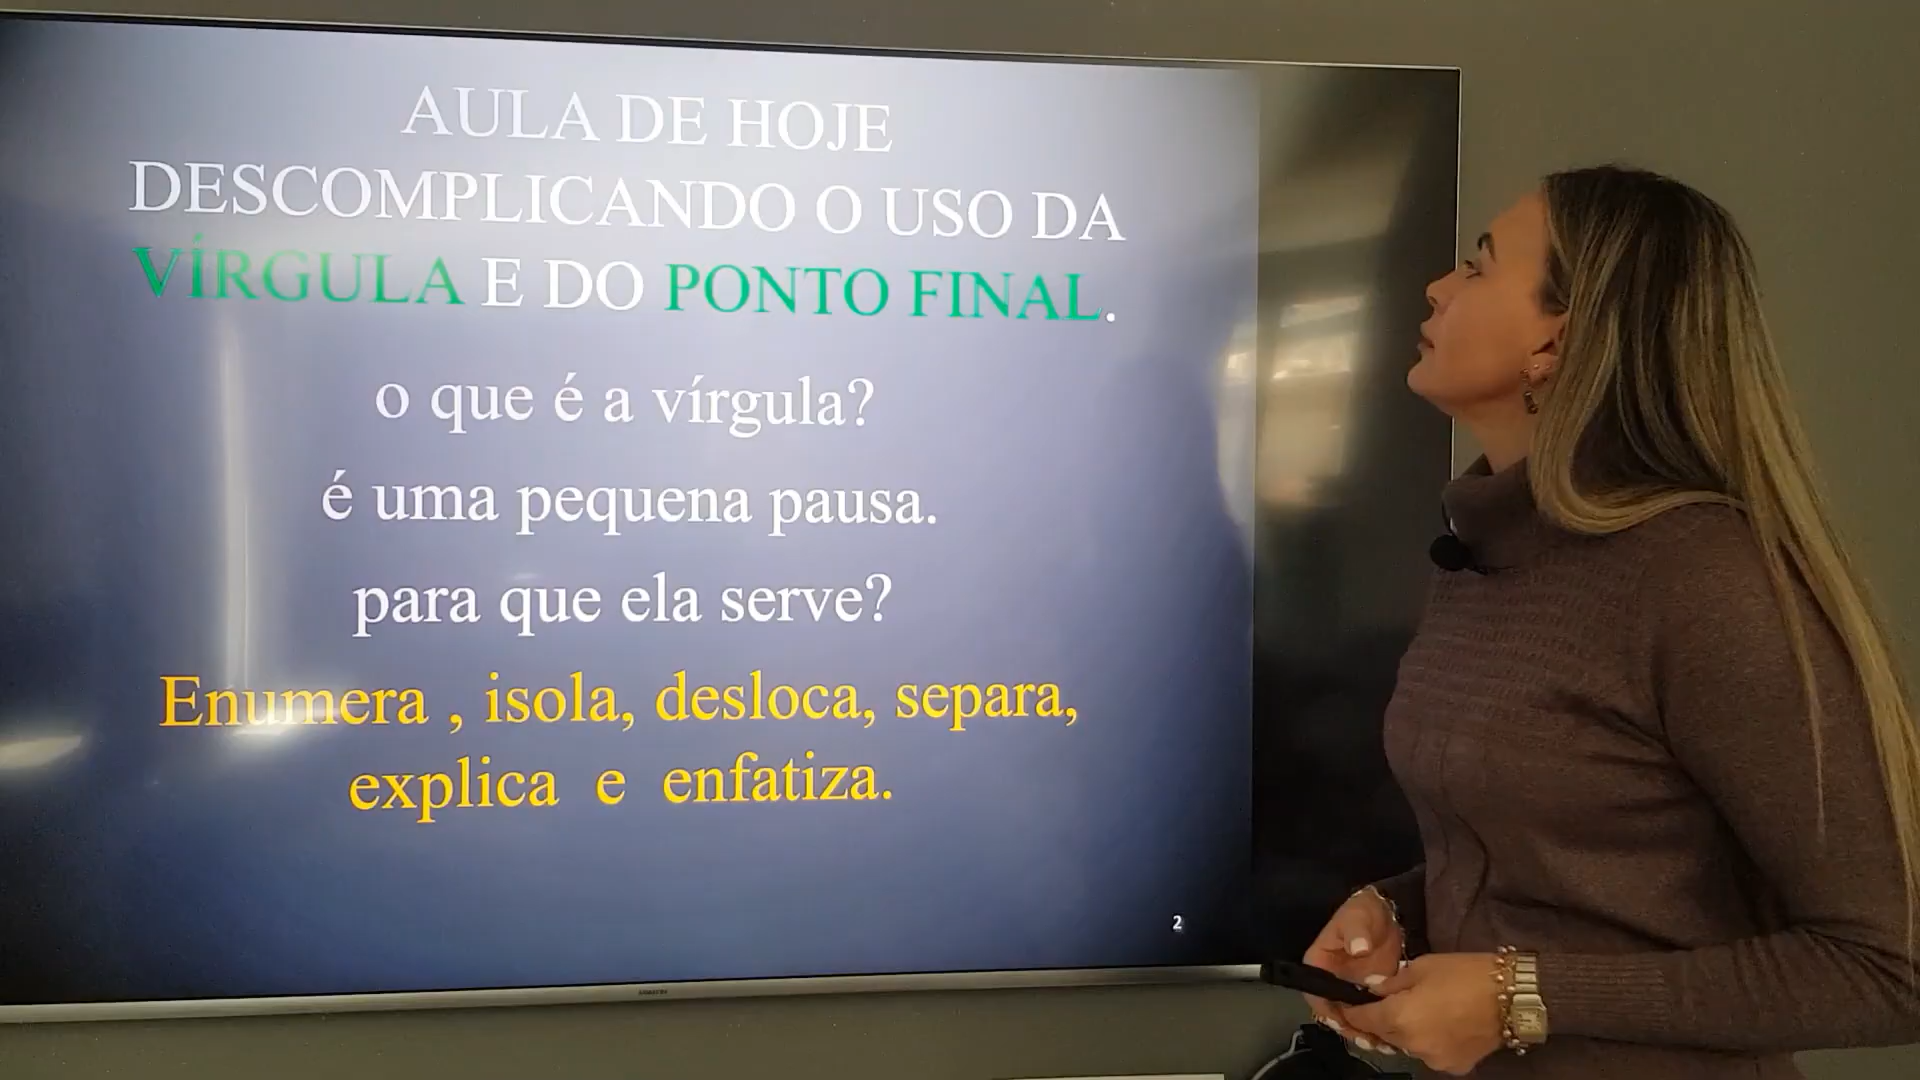 AULA DE HOJE
DESCOMPLICANDO O USO DA
VÍRGULA E DO PONTO FINAL.
o que é a vírgula?
é uma pequena pausa.
para que ela serve?
Enumera , isola, desloca, separa,
explica e enfatiza.
2